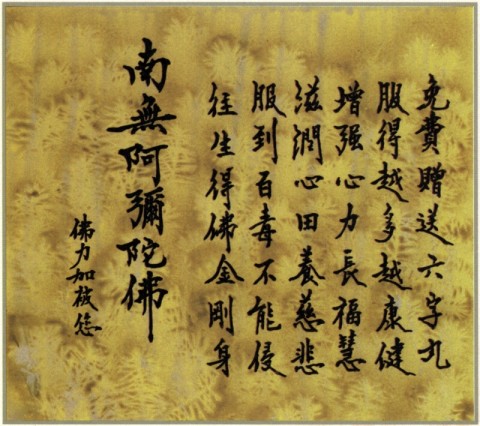 免費贈送六字丸
服得越多越康健
增强心力長福慧
滋潤心田養慈悲
服到百毒不能侵
往生得佛金剛身
南無阿彌陀佛
佛力加被您